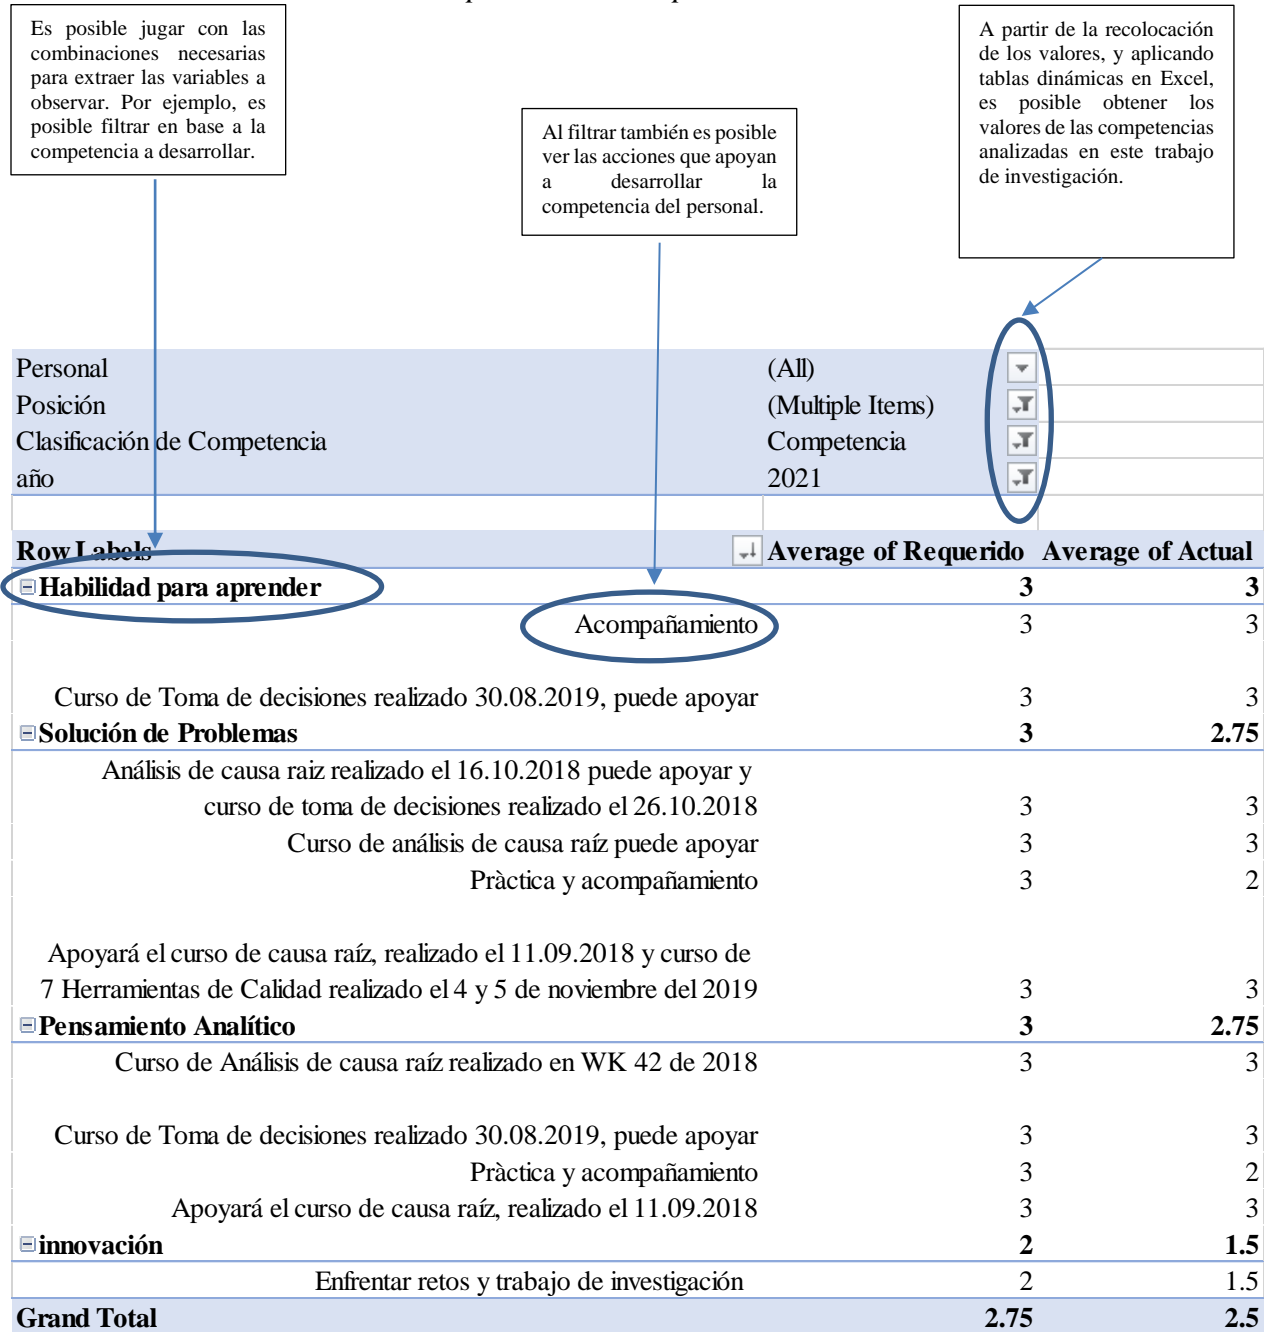 Es posible jugar con las
combinaciones necesarias
para extraer las variables a
observar. Por ejemplo, es
posible filtrar en base a la
competencia a desarrollar.
Al filtrar también es posible
ver las acciones que apoyan
a desarrollar la
competencia del personal.
A partir de la recolocación
de los valores, y aplicando
tablas dinámicas en Excel,
es posible obtener los
valores de las competencias
analizadas en este trabajo
de investigación.
Personal (All)
Posición (Multiple Items)
Clasificación de Competencia Competencia
año 2021
Row Labels Average of Requerido Average of Actual
Habilidad para aprender 3 3
Acompañamiento 3 3
Curso de Toma de decisiones realizado 30.08.2019, puede apoyar 3 3
Solución de Problemas 3 2.75
Análisis de causa raiz realizado el 16.10.2018 puede apoyar y
curso de toma de decisiones realizado el 26.10.2018 3 3
Curso de análisis de causa raíz puede apoyar 3 3
Pràctica y acompañamiento 3 2
Apoyará el curso de causa raíz, realizado el 11.09.2018 y curso de
7 Herramientas de Calidad realizado el 4 y 5 de noviembre del 2019 3 3
Pensamiento Analítico 3 2.75
Curso de Análisis de causa raíz realizado en WK 42 de 2018 3 3
Curso de Toma de decisiones realizado 30.08.2019, puede apoyar 3 3
Pràctica y acompañamiento 3 2
Apoyará el curso de causa raíz, realizado el 11.09.2018 3 3
innovación 2 1.5
Enfrentar retos y trabajo de investigación 2 1.5
Grand Total 2.75 2.5